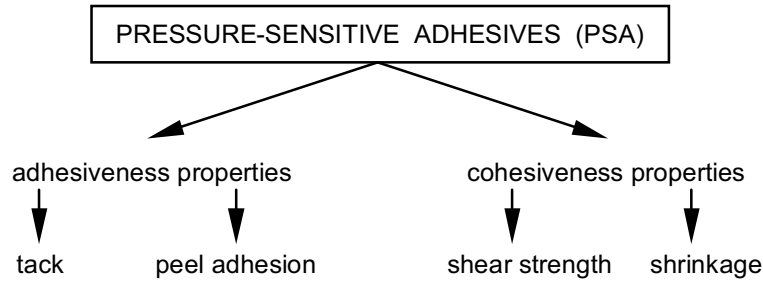 PRESSURE-SENSITIVE ADHESIVES (PSA)
adhesiveness properties cohesiveness properties
tack peel adhesion shear strength shrinkage